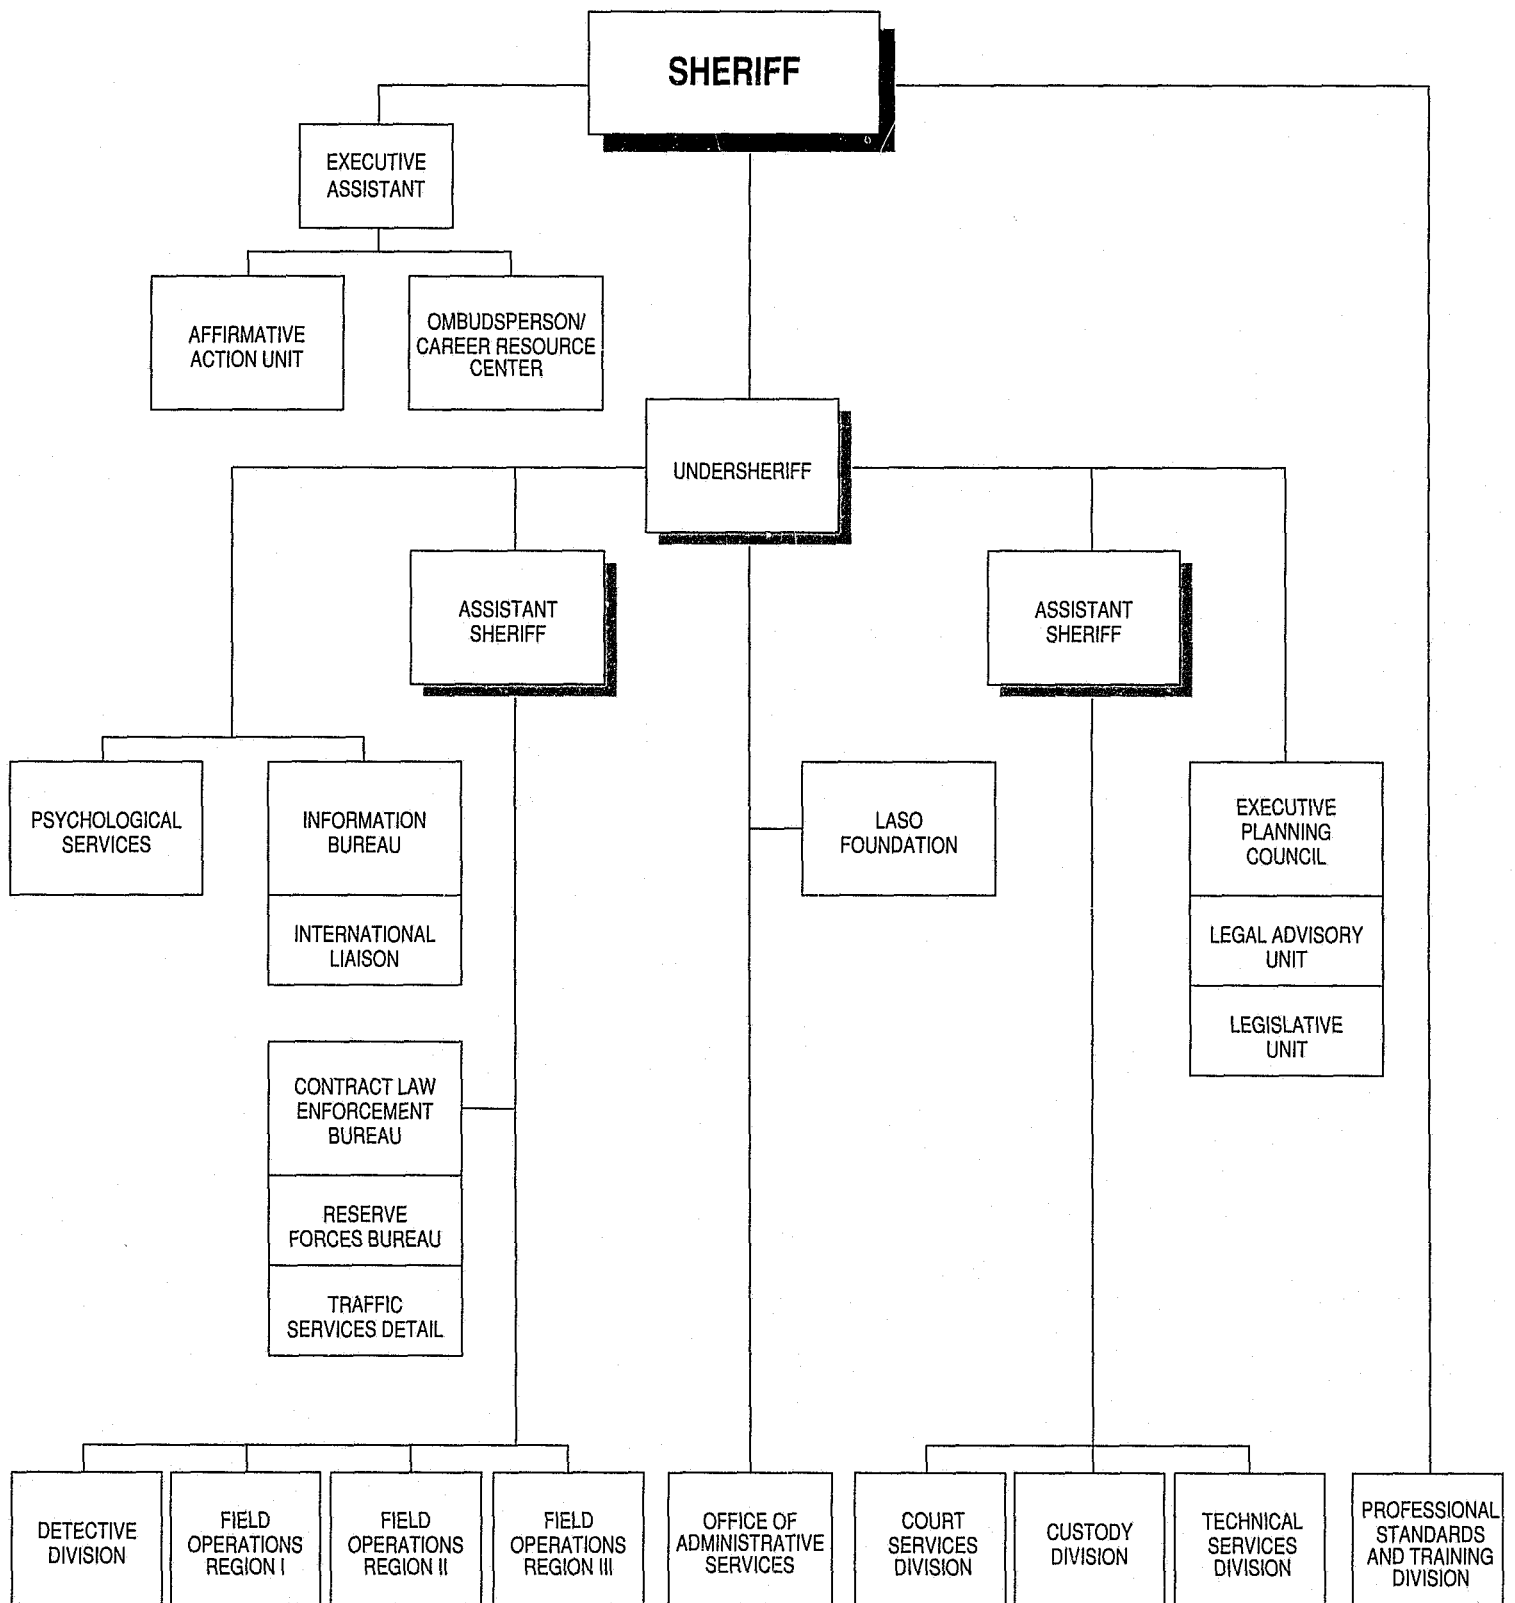 SHERIFF
EXECUTIVE
ASSISTANT
AFFIRMATIVE
ACTION UNIT
OMBUDSPERSON/
CAREER RESOURCE
CENTER
UNDERSHERIFF
ASSISTANT
SHERIFF
ASSISTANT
SHERIFF
PSYCHOLOGICAL
SERVICES
INFORMATION
BUREAU
INTERNATIONAL
LIAISON
LASO
FOUNDATION
EXECUTIVE
PLANNING
COUNCIL
LEGAL ADVISORY
UNIT
LEGISLATIVE
UNIT
CONTRACT LAW
ENFORCEMENT
BUREAU
RESERVE
FORCES BUREAU
TRAFFIC
SERVICES DETAIL
DETECTIVE
DIVISION
FIELD
OPERATIONS
REGION I
FIELD
OPERATIONS
REGION II
FIELD
OPERATIONS
REGION III
OFFICE OF
ADMINISTRATIVE
SERVICES
COURT
SERVICES
DIVISION
CUSTODY
DIVISION
TECHNICAL
SERVICES
DIVISION
PROFESSIONAL
STANDARDS
AND TRAINING
DIVISION